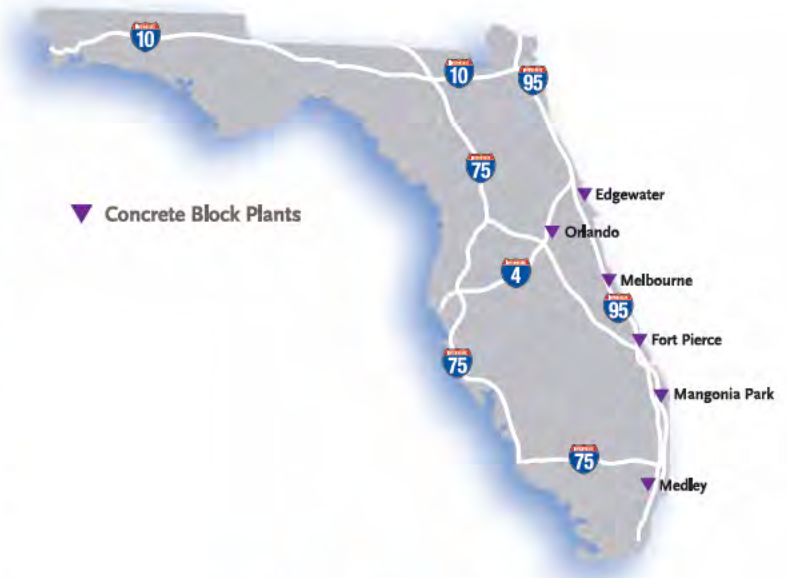 10
10
95
75
Edgewater
Concrete Block Plants
Orlando
4
Melbourne
95
Fort Pierce
75
Mangonia Park
75
Medley